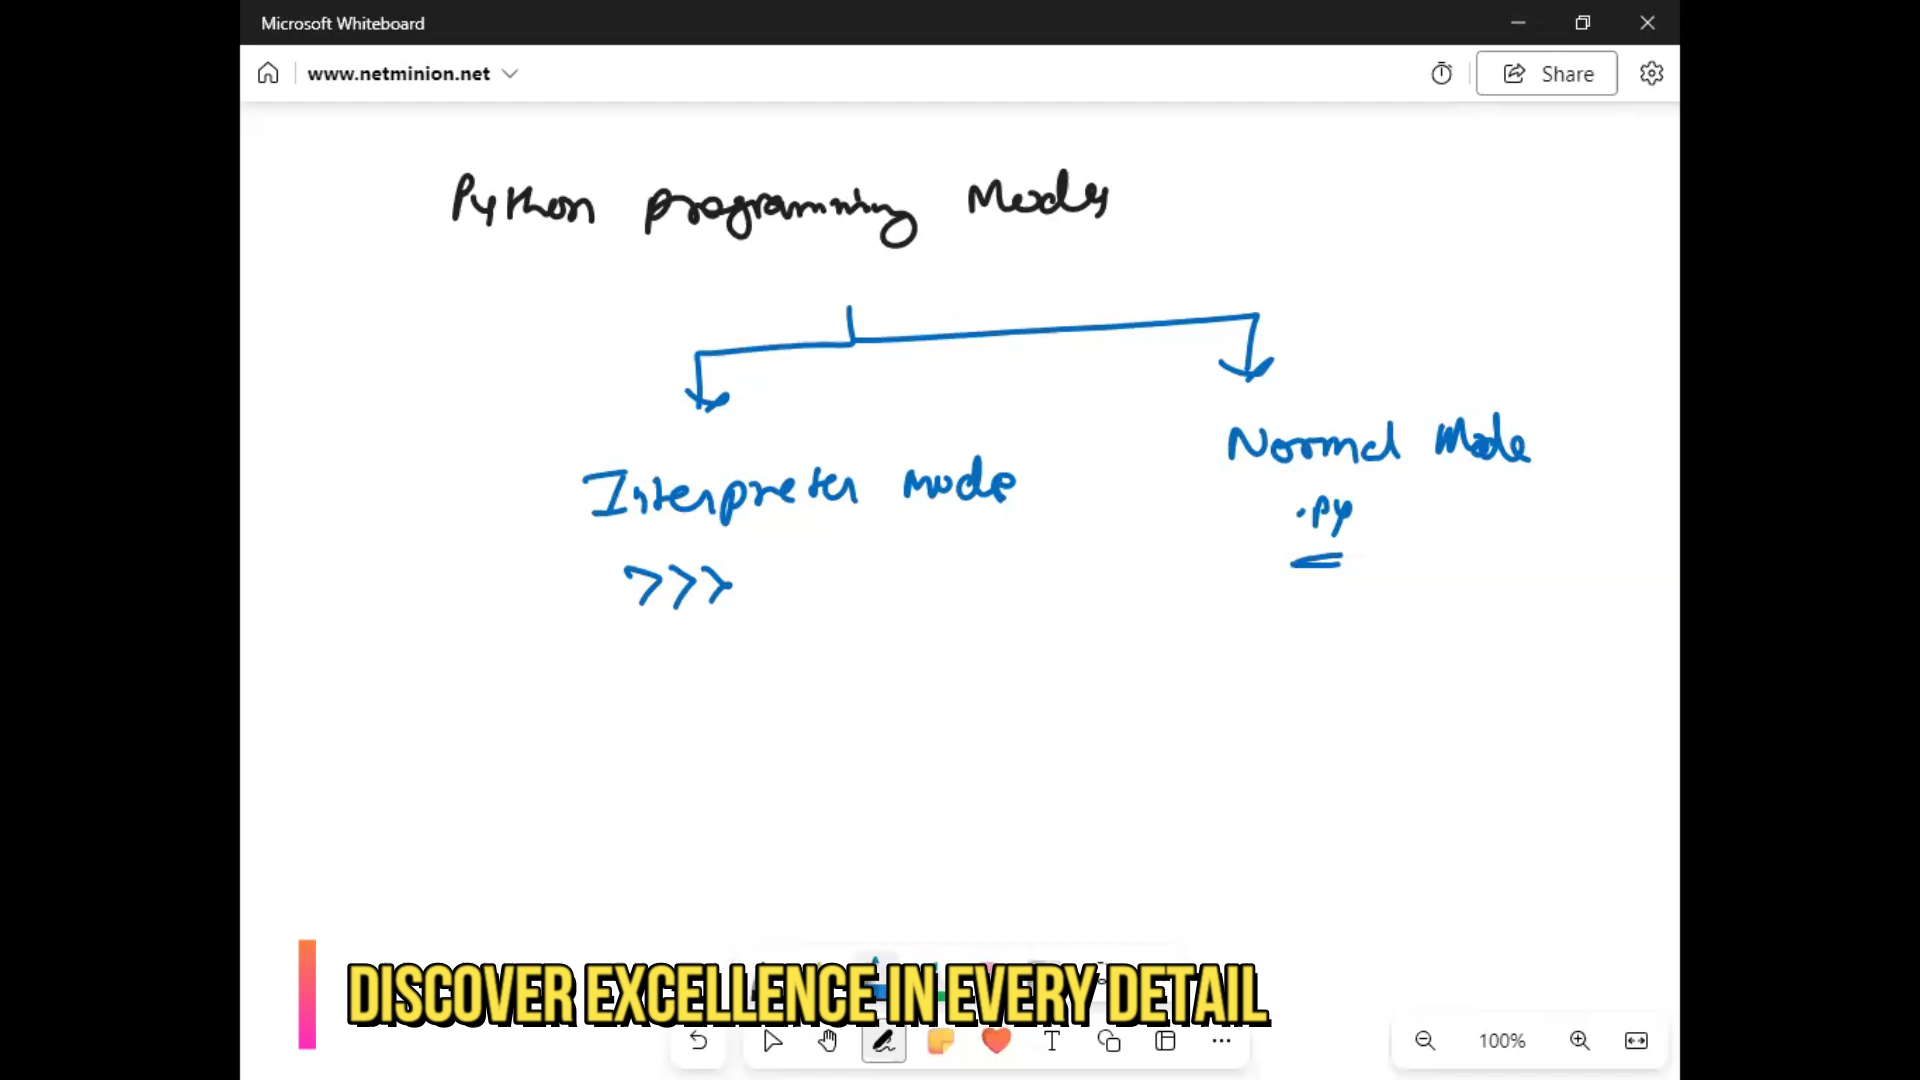 Microsoft Whiteboard
www.netminion.net
Share
Python programming Modes
Interpreter mode
Normal Mode
.py
>>>
DISCOVER EXCELLENCE IN EVERY DETAIL
100%